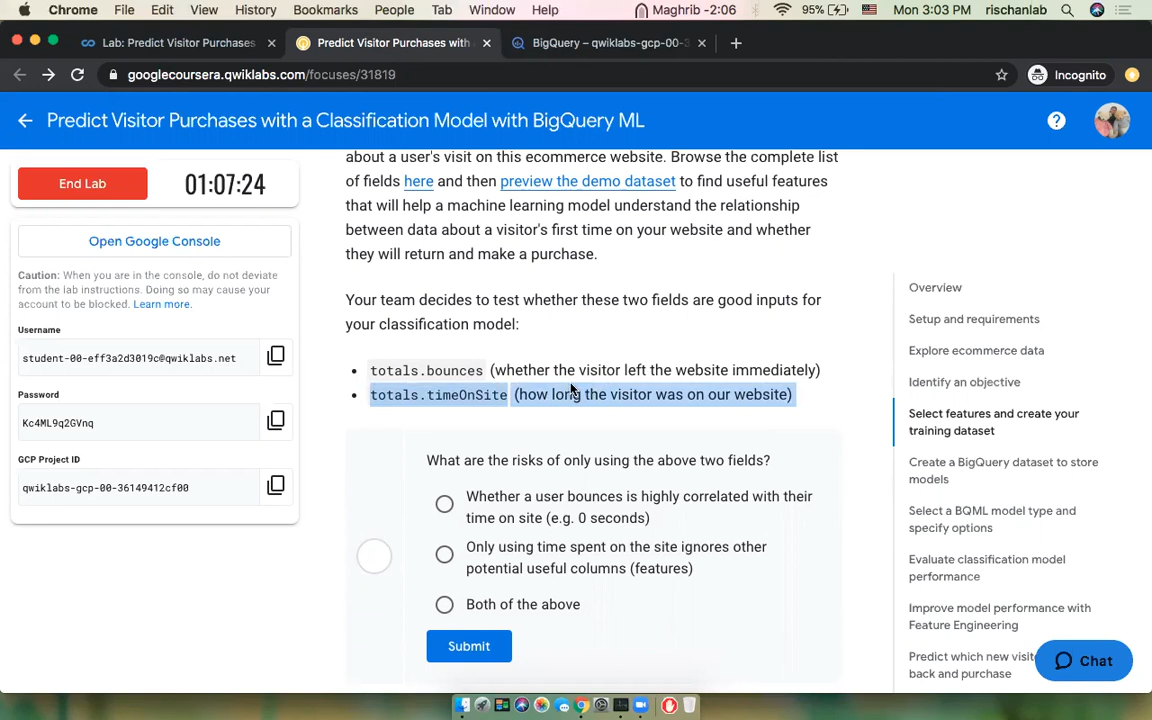 Chrome File Edit View History Bookmarks People Tab Window Help Maghrib -2:06 95% Mon 3:03 PM rischanlab
Lab: Predict Visitor Purchases Predict Visitor Purchases with BigQuery – qwiklabs-gcp-00-3
googlecoursera.qwiklabs.com/focuses/31819 Incognito
Predict Visitor Purchases with a Classification Model with BigQuery ML
End Lab 01:07:24
Open Google Console
Caution: When you are in the console, do not deviate
from the lab instructions. Doing so may cause your
account to be blocked. Learn more.
Username
student-00-eff3a2d3019c@qwiklabs.net
Password
Kc4ML9q2GVnq
GCP Project ID
qwiklabs-gcp-00-36149412cf00
about a user's visit on this ecommerce website. Browse the complete list
of fields here and then preview the demo dataset to find useful features
that will help a machine learning model understand the relationship
between data about a visitor's first time on your website and whether
they will return and make a purchase.
Your team decides to test whether these two fields are good inputs for
your classification model:
• totals.bounces (whether the visitor left the website immediately)
• totals.timeOnSite (how long the visitor was on our website)
What are the risks of only using the above two fields?
Whether a user bounces is highly correlated with their
time on site (e.g. 0 seconds)
Only using time spent on the site ignores other
potential useful columns (features)
Both of the above
Submit
Overview
Setup and requirements
Explore ecommerce data
Identify an objective
Select features and create your
training dataset
Create a BigQuery dataset to store
models
Select a BQML model type and
specify options
Evaluate classification model
performance
Improve model performance with
Feature Engineering
Predict which new visito
back and purchase
Chat